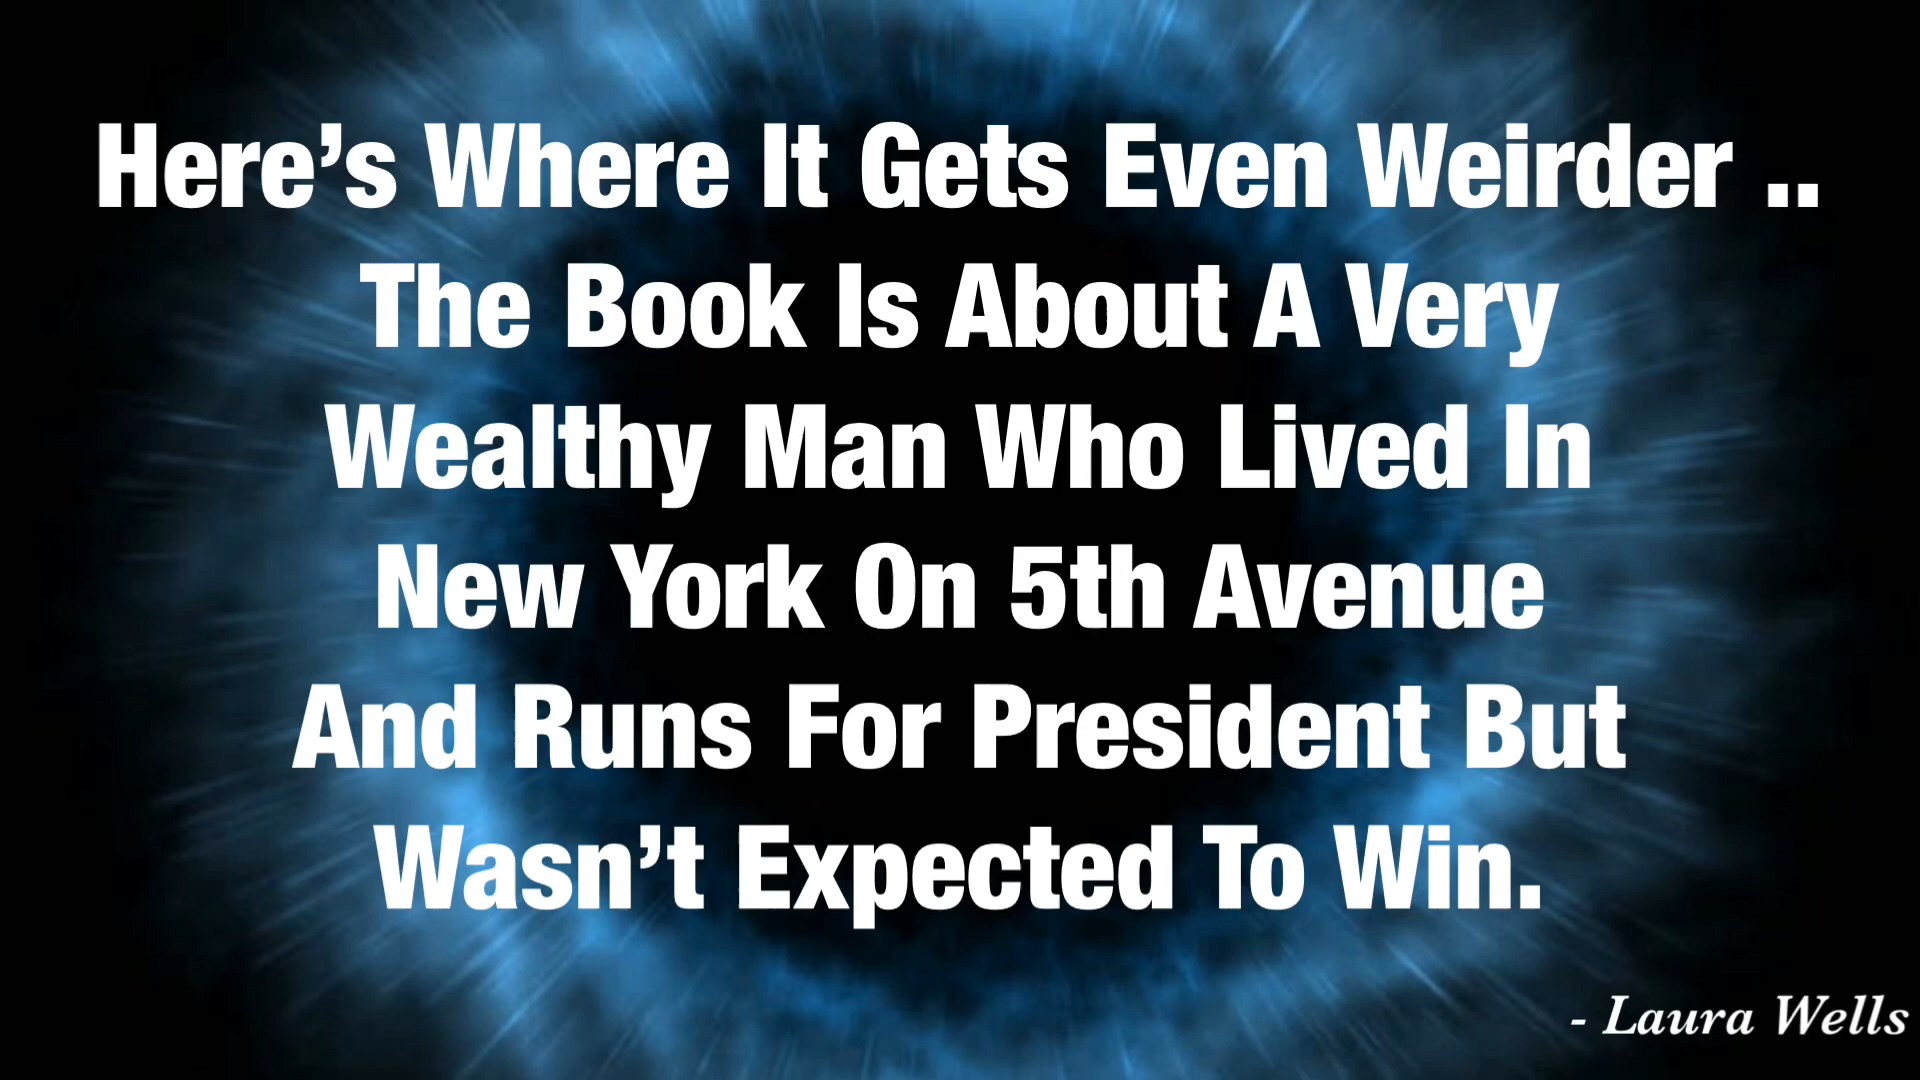 Here’s Where It Gets Even Weirder ..
The Book Is About A Very
Wealthy Man Who Lived In
New York On 5th Avenue
And Runs For President But
Wasn’t Expected To Win.
- Laura Wells